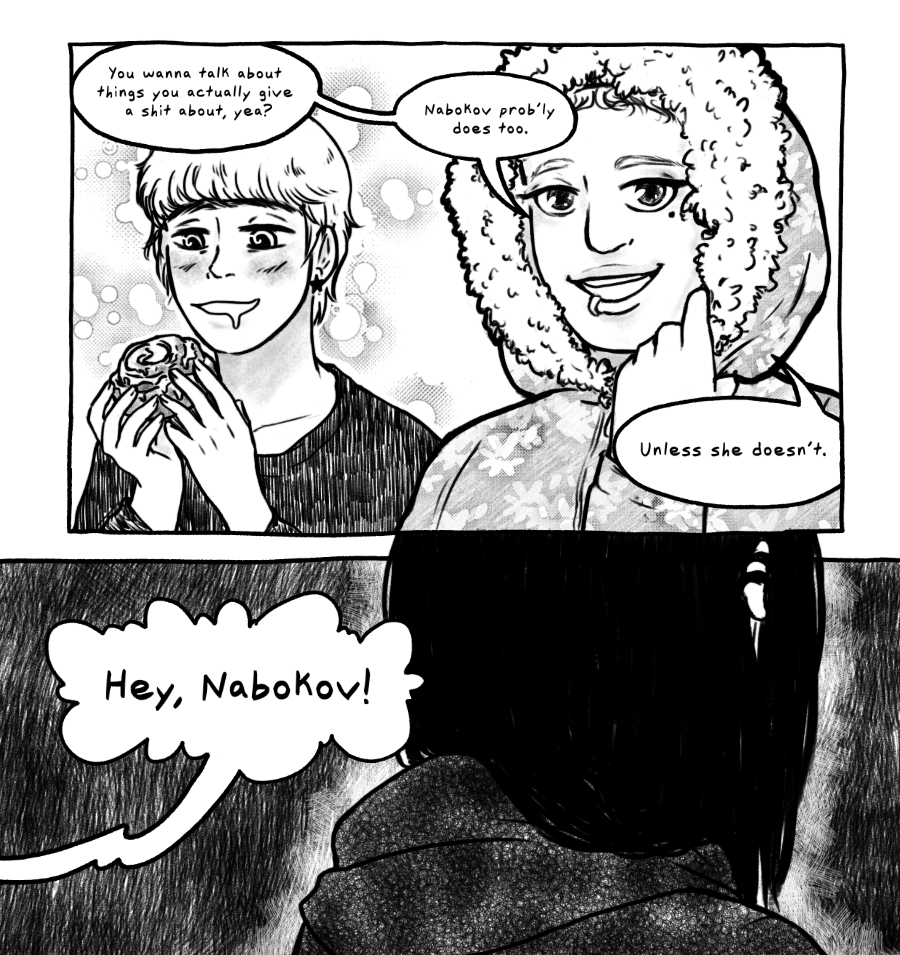 You wanna talk about
things you actually give
a shit about, yea?
Nabokov prob'ly
does too.
Unless she doesn't.
Hey, Nabokov!